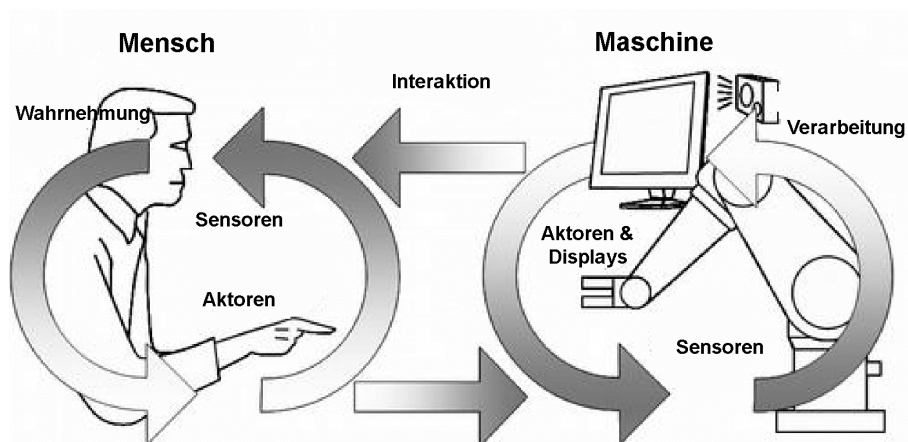 Mensch
Maschine
Interaktion
Wahrnehmung
Verarbeitung
Sensoren
Aktoren &
Displays
Aktoren
Sensoren